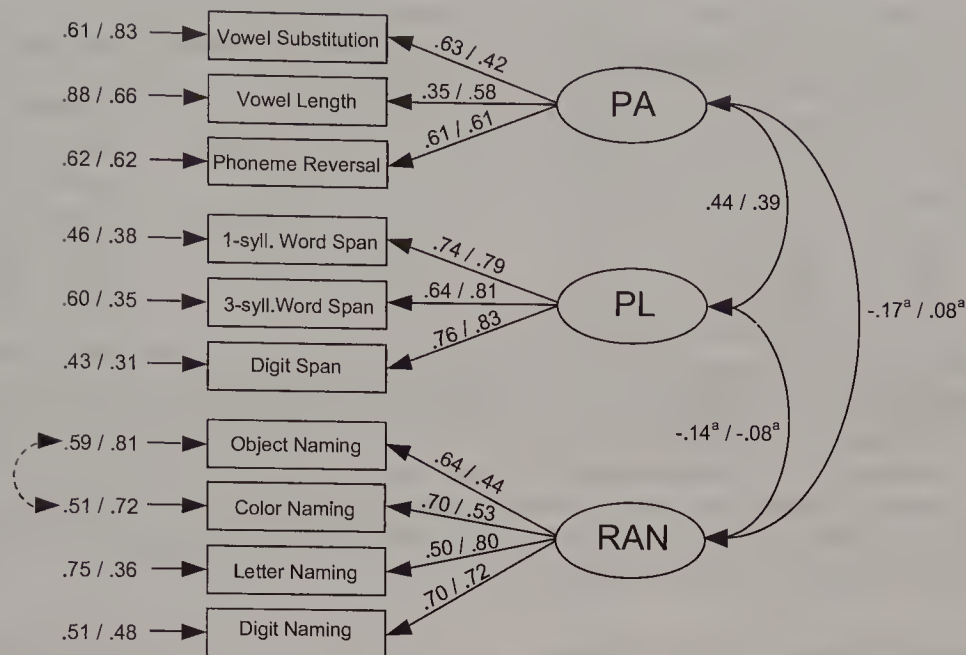 .61 / .83 Vowel Substitution .63 / .42
.88 / .66 Vowel Length .35 / .58 PA
.62 / .62 Phoneme Reversal .61 / .61
.44 / .39
.46 / .38 1-syll. Word Span .74 / .79
.60 / .35 3-syll.Word Span .64 / .81 PL
-.17ᵃ / .08ᵃ
.43 / .31 Digit Span .76 / .83
-.14ᵃ / -.08ᵃ
.59 / .81 Object Naming .64 / .44
.51 / .72 Color Naming .70 / .53
RAN
.75 / .36 Letter Naming .50 / .80
.51 / .48 Digit Naming .70 / .72